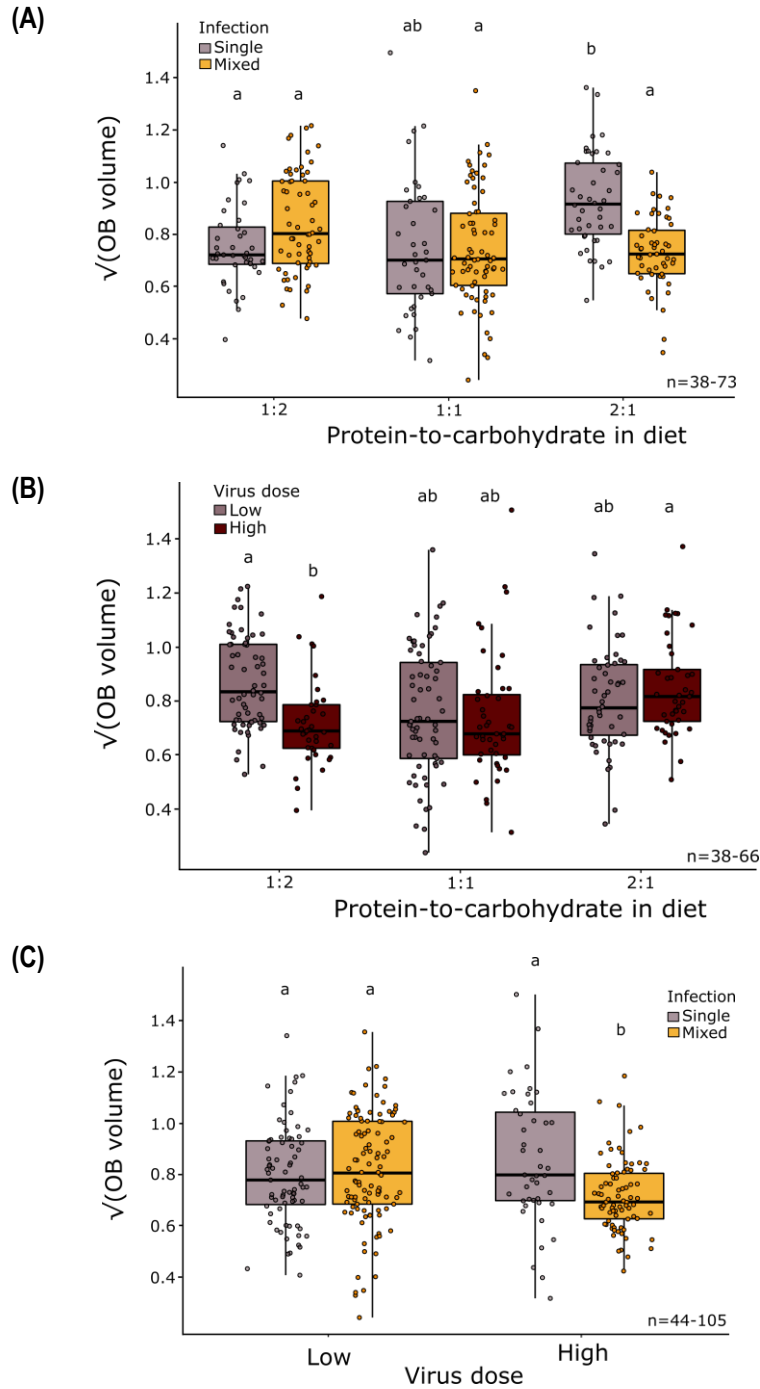 (A)
Infection
Single
Mixed
a
a
ab
a
b
a
1.4
1.2
1.0
0.8
0.6
0.4
√(OB volume)
n=38-73
1:2
1:1
2:1
Protein-to-carbohydrate in diet
(B)
Virus dose
Low
High
a
b
ab
ab
ab
a
1.4
1.2
1.0
0.8
0.6
0.4
√(OB volume)
n=38-66
1:2
1:1
2:1
Protein-to-carbohydrate in diet
(C)
a
a
a
b
Infection
Single
Mixed
1.4
1.2
1.0
0.8
0.6
0.4
√(OB volume)
n=44-105
Low
High
Virus dose